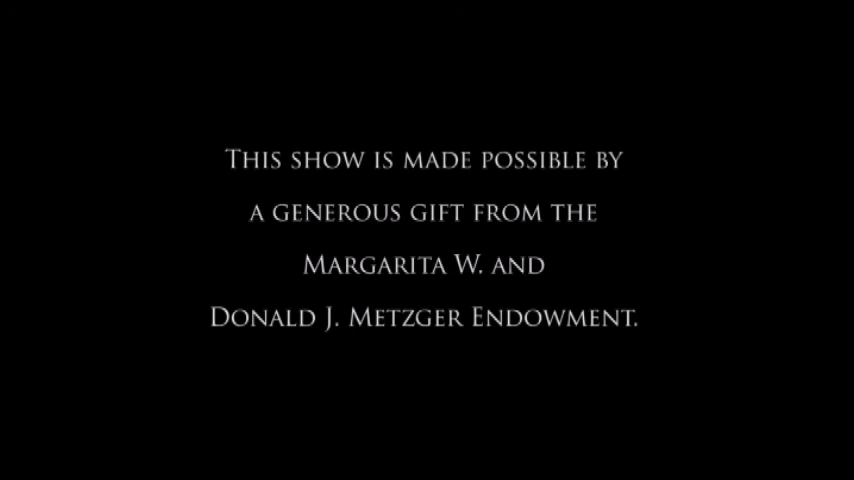 This show is made possible by
a generous gift from the
Margarita W. and
Donald J. Metzger Endowment.